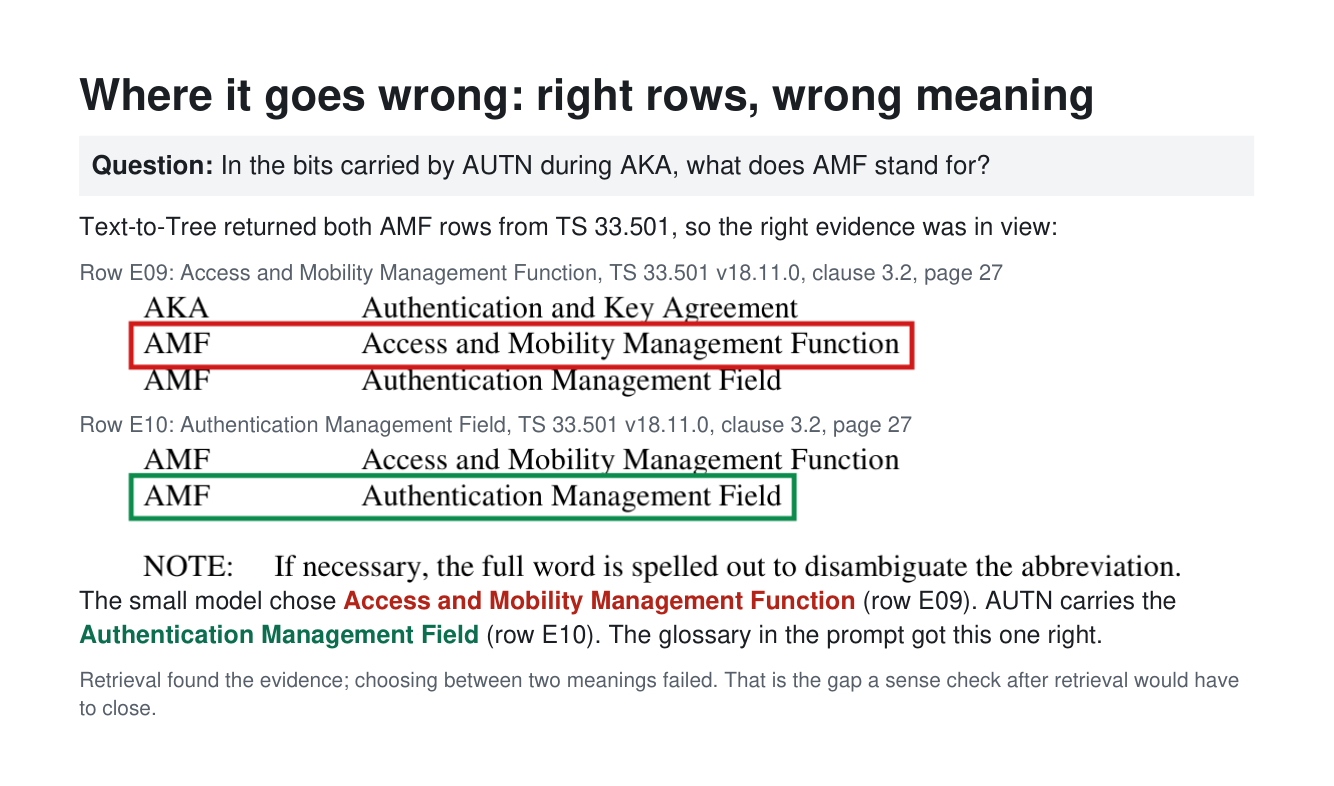 Where it goes wrong: right rows, wrong meaning
Question: In the bits carried by AUTN during AKA, what does AMF stand for?
Text-to-Tree returned both AMF rows from TS 33.501, so the right evidence was in view:
Row E09: Access and Mobility Management Function, TS 33.501 v18.11.0, clause 3.2, page 27
AKA Authentication and Key Agreement
AMF Access and Mobility Management Function
AMF Authentication Management Field
Row E10: Authentication Management Field, TS 33.501 v18.11.0, clause 3.2, page 27
AMF Access and Mobility Management Function
AMF Authentication Management Field
NOTE: If necessary, the full word is spelled out to disambiguate the abbreviation.
The small model chose Access and Mobility Management Function (row E09). AUTN carries the
Authentication Management Field (row E10). The glossary in the prompt got this one right.
Retrieval found the evidence; choosing between two meanings failed. That is the gap a sense check after retrieval would have
to close.